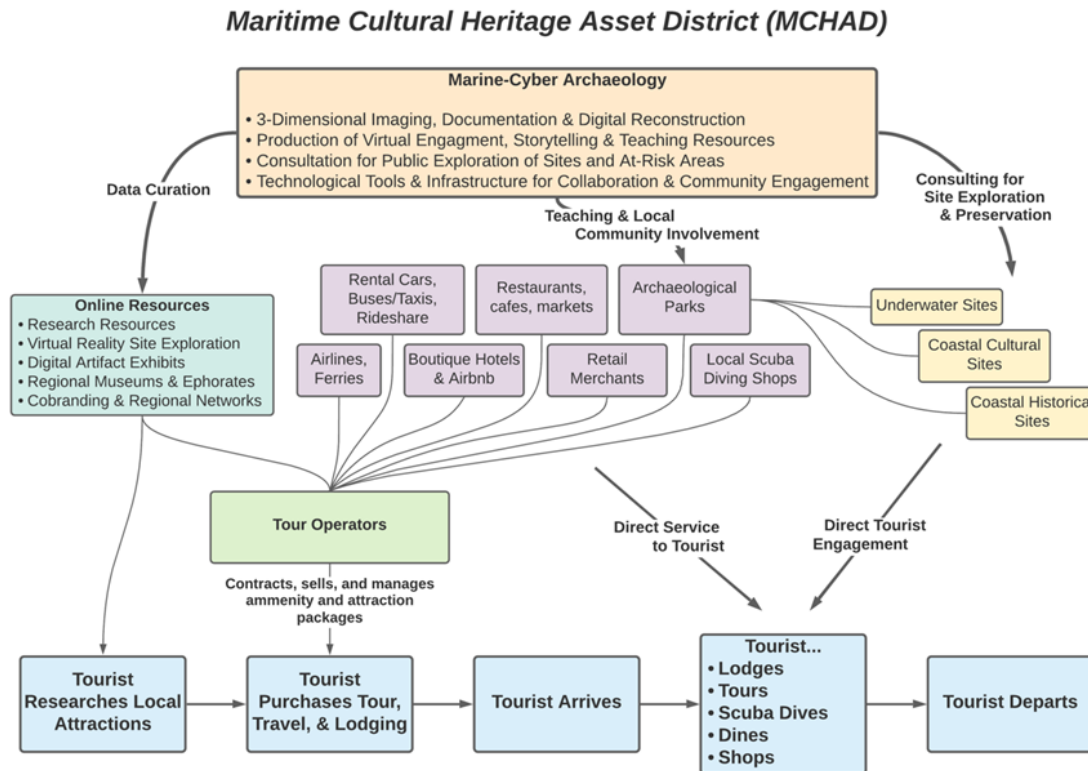 Maritime Cultural Heritage Asset District (MCHAD)
Marine-Cyber Archaeology
• 3-Dimensional Imaging, Documentation & Digital Reconstruction
• Production of Virtual Engagment, Storytelling & Teaching Resources
• Consultation for Public Exploration of Sites and At-Risk Areas
• Technological Tools & Infrastructure for Collaboration & Community Engagement
Data Curation
Teaching & Local
Community Involvement
Consulting for
Site Exploration
& Preservation
Online Resources
• Research Resources
• Virtual Reality Site Exploration
• Digital Artifact Exhibits
• Regional Museums & Ephorates
• Cobranding & Regional Networks
Rental Cars,
Buses/Taxis,
Rideshare
Restaurants,
cafes, markets
Archaeological
Parks
Airlines,
Ferries
Boutique Hotels
& Airbnb
Retail
Merchants
Local Scuba
Diving Shops
Underwater Sites
Coastal Cultural
Sites
Coastal Historical
Sites
Tour Operators
Contracts, sells, and manages
ammenity and attraction
packages
Direct Service
to Tourist
Direct Tourist
Engagement
Tourist
Researches Local
Attractions
Tourist
Purchases Tour,
Travel, & Lodging
Tourist Arrives
Tourist...
• Lodges
• Tours
• Scuba Dives
• Dines
• Shops
Tourist Departs